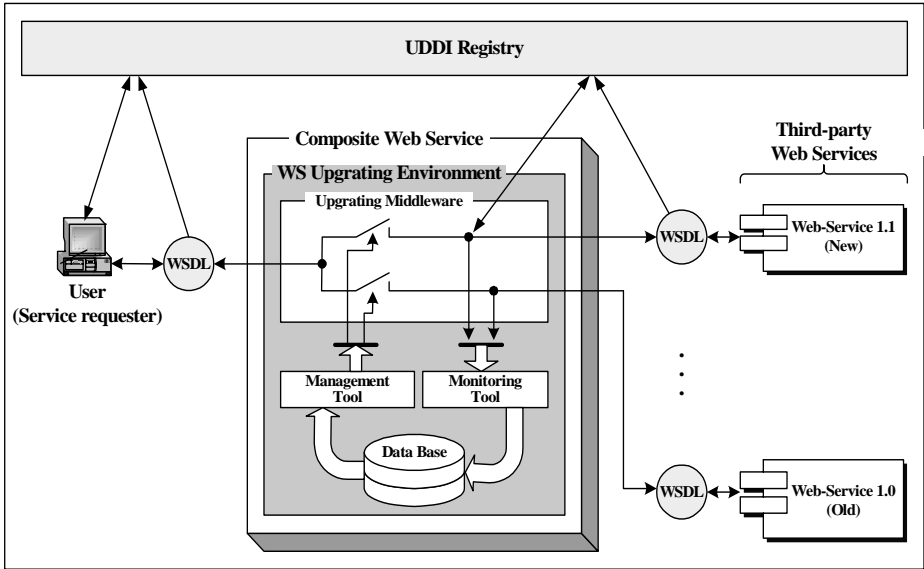 UDDI Registry
Composite Web Service
Third-party
Web Services
WS Upgrating Environment
Upgrating Middleware
Web-Service 1.1
(New)
WSDL
WSDL
User
(Service requester)
Management
Tool
Monitoring
Tool
Data Base
WSDL
Web-Service 1.0
(Old)